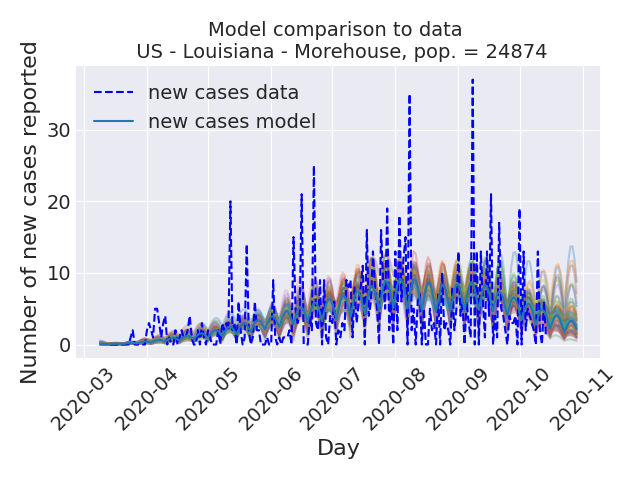 Model comparison to data
US - Louisiana - Morehouse, pop. = 24874
new cases data
new cases model
Number of new cases reported
30
20
10
0
2020-03
2020-04
2020-05
2020-06
2020-07
2020-08
2020-09
2020-10
2020-11
Day